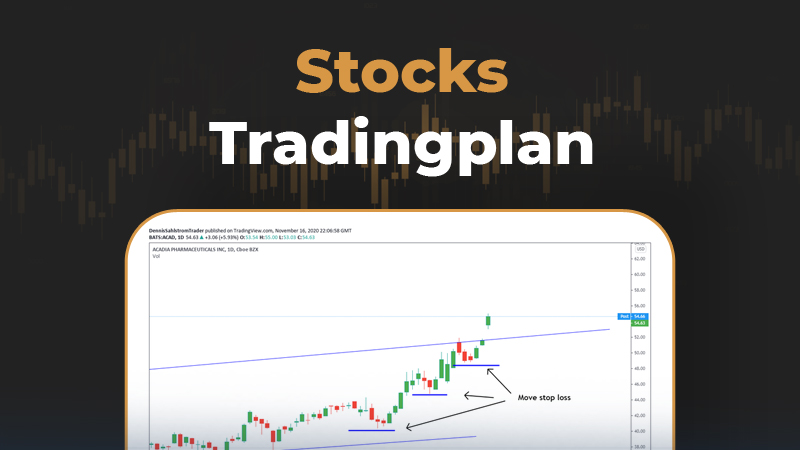 Stocks
Tradingplan
DennisSahlstromTrader published on TradingView.com, November 16, 2020 22:06:58 GMT
BATS:ACAD, 1D 54.63 ▲ +3.06 (+5.93%) O:53.54 H:55.00 L:53.03 C:54.63
ACADIA PHARMACEUTICALS INC, 1D, Cboe BZX
Vol
USD
62.00
60.00
58.00
56.00
Post 54.66
54.63
52.00
50.00
48.00
46.00
Move stop loss
44.00
42.00
40.00
38.00